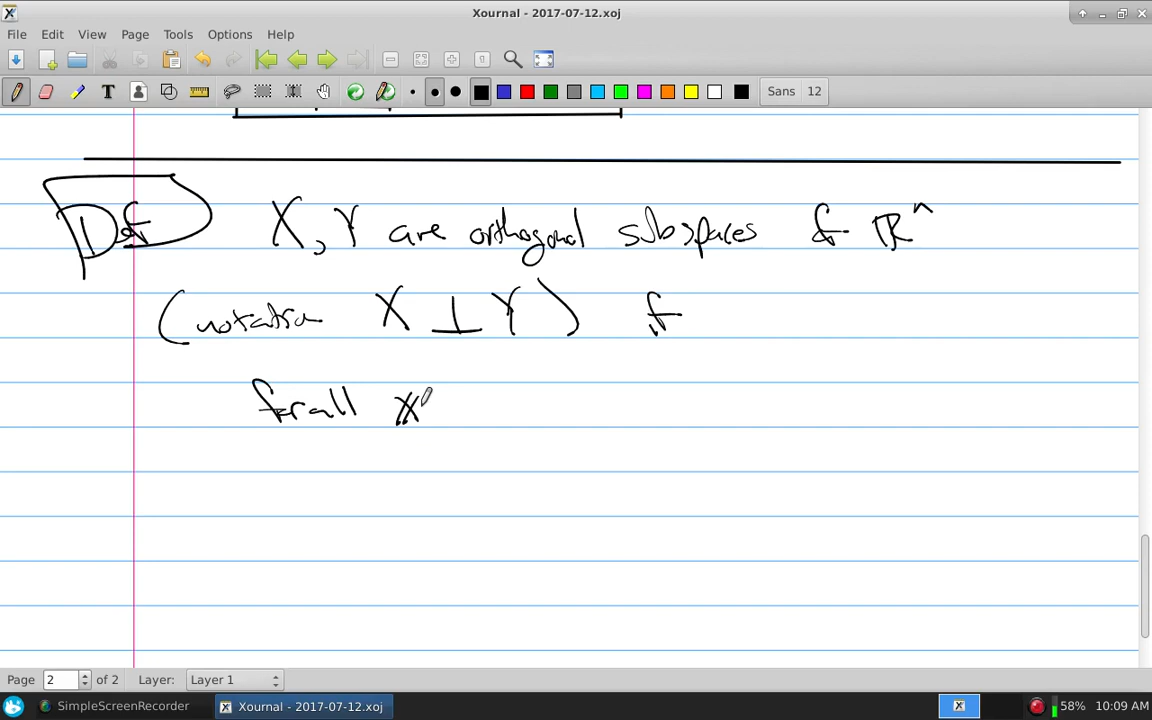 Xournal - 2017-07-12.xoj
File Edit View Page Tools Options Help
Sans 12
Def X, Y are orthogonal subspaces of ℝⁿ
(notation X ⊥ Y) if
for all x
Page 2 of 2 Layer: Layer 1
SimpleScreenRecorder Xournal - 2017-07-12.xoj 58% 10:09 AM